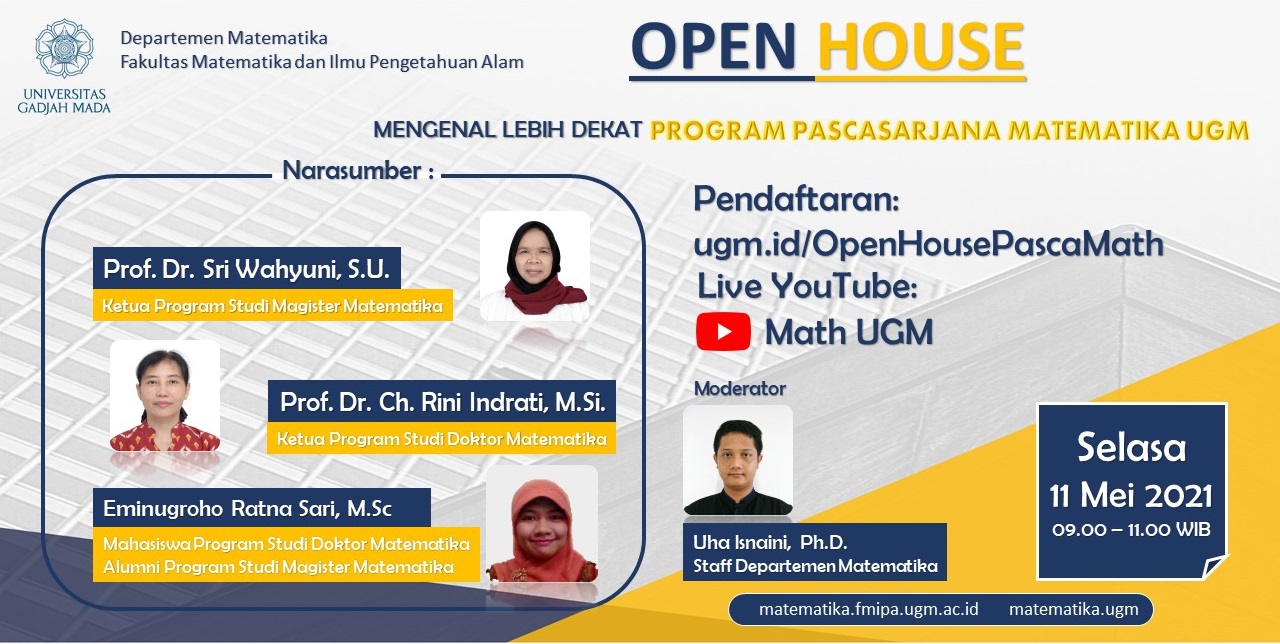 UNIVERSITAS
GADJAH MADA
Departemen Matematika
Fakultas Matematika dan Ilmu Pengetahuan Alam
OPEN HOUSE
MENGENAL LEBIH DEKAT PROGRAM PASCASARJANA MATEMATIKA UGM
Narasumber :
Prof. Dr. Sri Wahyuni, S.U.
Ketua Program Studi Magister Matematika
Prof. Dr. Ch. Rini Indrati, M.Si.
Ketua Program Studi Doktor Matematika
Eminugroho Ratna Sari, M.Sc
Mahasiswa Program Studi Doktor Matematika
Alumni Program Studi Magister Matematika
Pendaftaran:
ugm.id/OpenHousePascaMath
Live YouTube:
Math UGM
Moderator
Uha Isnaini, Ph.D.
Staff Departemen Matematika
Selasa
11 Mei 2021
09.00 – 11.00 WIB
matematika.fmipa.ugm.ac.id matematika.ugm